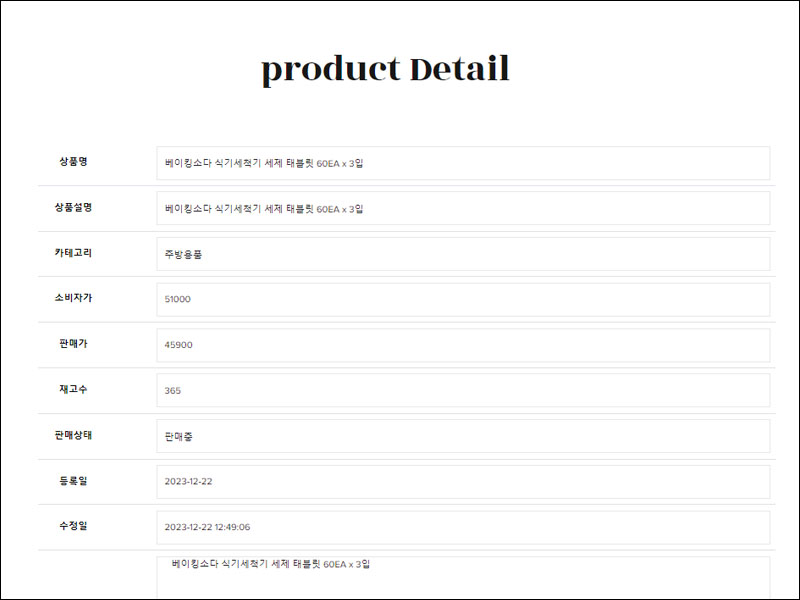 product Detail
상품명 베이킹소다 식기세척기 세제 태블릿 60EA x 3입
상품설명 베이킹소다 식기세척기 세제 태블릿 60EA x 3입
카테고리 주방용품
소비자가 51000
판매가 45900
재고수 365
판매상태 판매중
등록일 2023-12-22
수정일 2023-12-22 12:49:06
베이킹소다 식기세척기 세제 태블릿 60EA x 3입